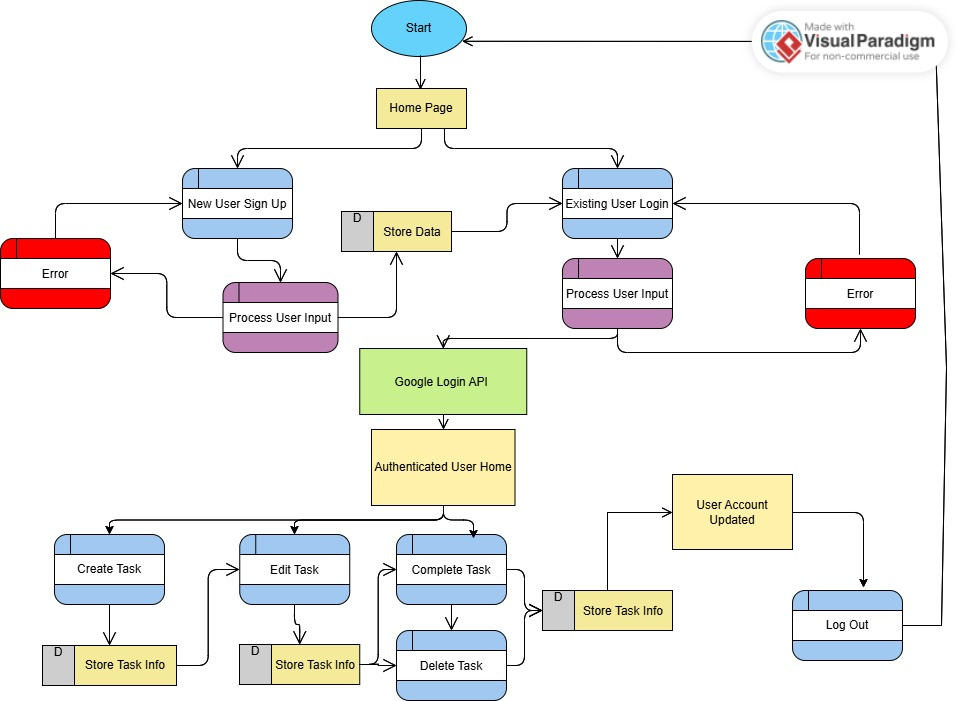 Start
Made with
VisualParadigm
For non-commercial use
Home Page
New User Sign Up
Existing User Login
D
Store Data
Error
Process User Input
Process User Input
Error
Google Login API
Authenticated User Home
User Account
Updated
Create Task
Edit Task
Complete Task
D
Store Task Info
Log Out
D
Store Task Info
D
Store Task Info
Delete Task